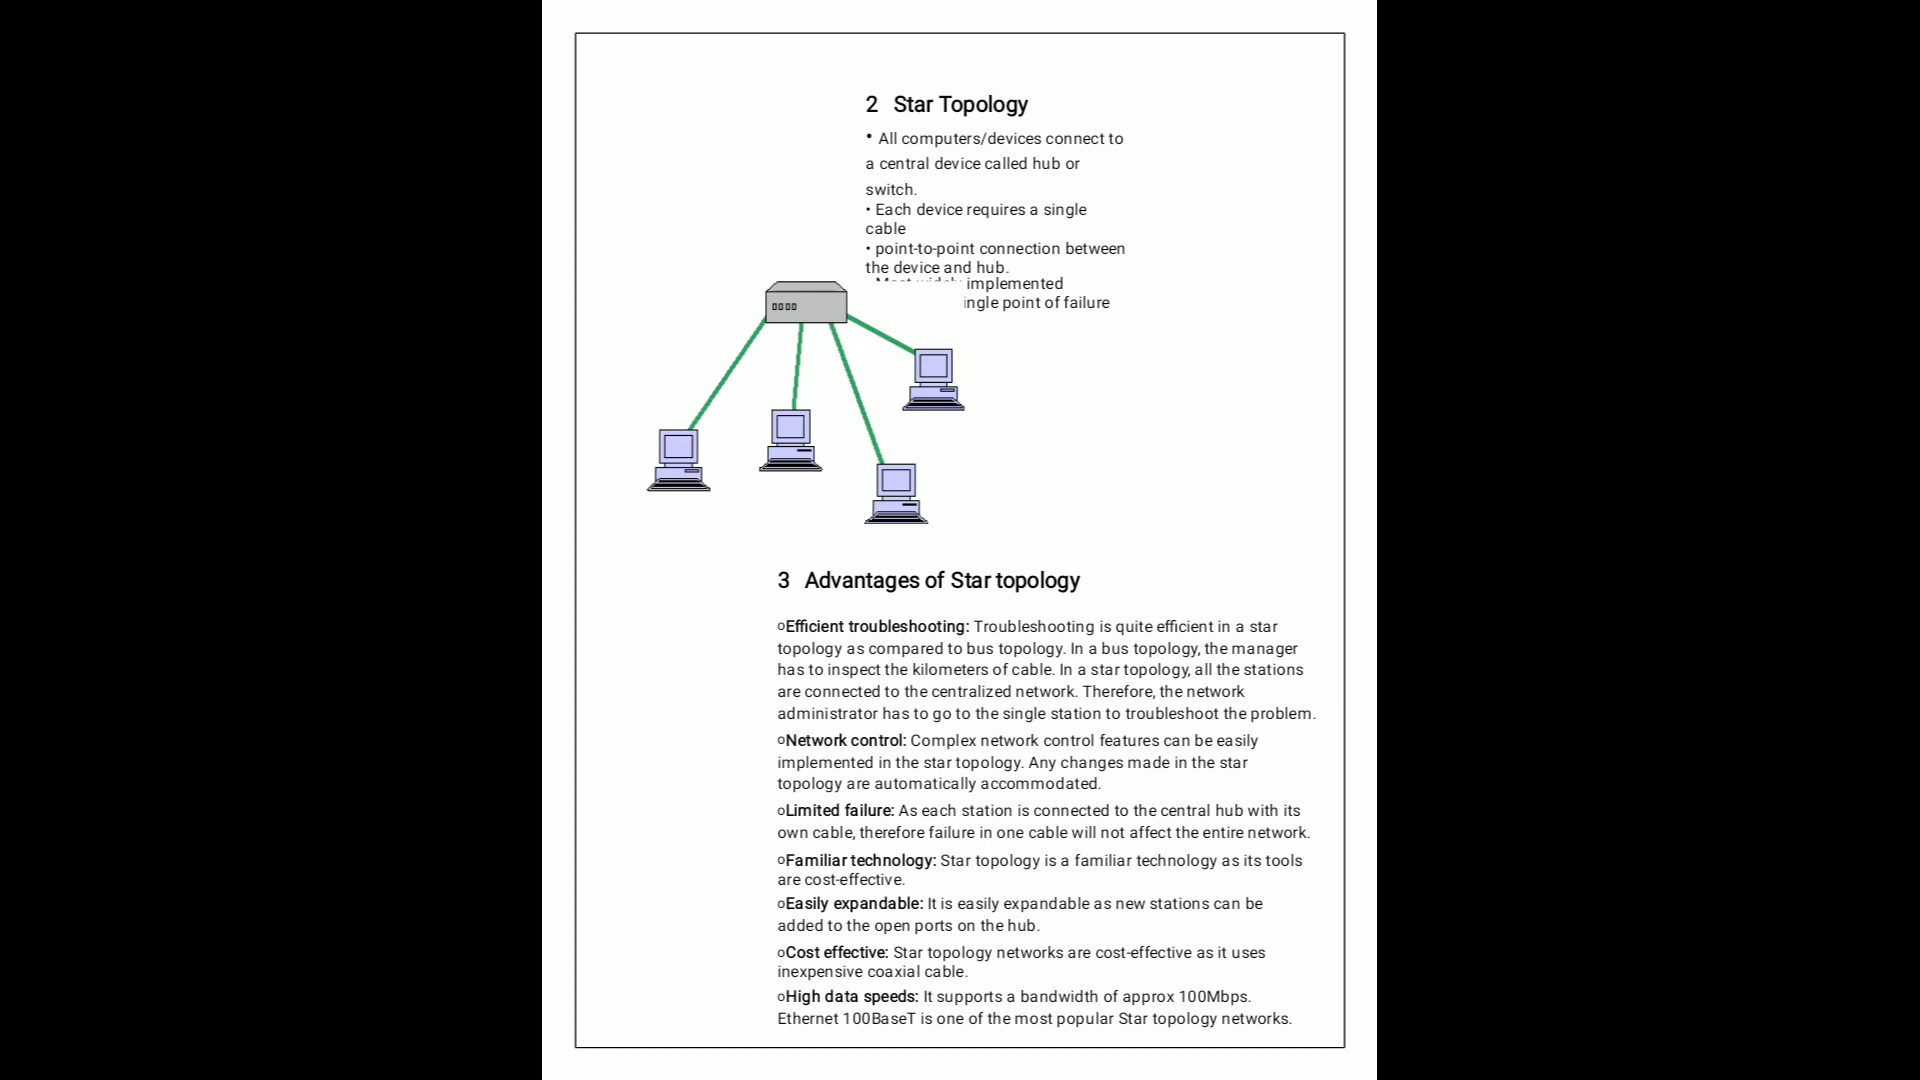 2 Star Topology
• All computers/devices connect to
a central device called hub or
switch.
• Each device requires a single
cable
• point-to-point connection between
the device and hub.
implemented
ingle point of failure
3 Advantages of Star topology
oEfficient troubleshooting: Troubleshooting is quite efficient in a star
topology as compared to bus topology. In a bus topology, the manager
has to inspect the kilometers of cable. In a star topology, all the stations
are connected to the centralized network. Therefore, the network
administrator has to go to the single station to troubleshoot the problem.
oNetwork control: Complex network control features can be easily
implemented in the star topology. Any changes made in the star
topology are automatically accommodated.
oLimited failure: As each station is connected to the central hub with its
own cable, therefore failure in one cable will not affect the entire network.
oFamiliar technology: Star topology is a familiar technology as its tools
are cost-effective.
oEasily expandable: It is easily expandable as new stations can be
added to the open ports on the hub.
oCost effective: Star topology networks are cost-effective as it uses
inexpensive coaxial cable.
oHigh data speeds: It supports a bandwidth of approx 100Mbps.
Ethernet 100BaseT is one of the most popular Star topology networks.